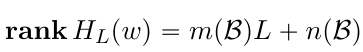 rank H_L(w) = m(ℬ)L + n(ℬ)